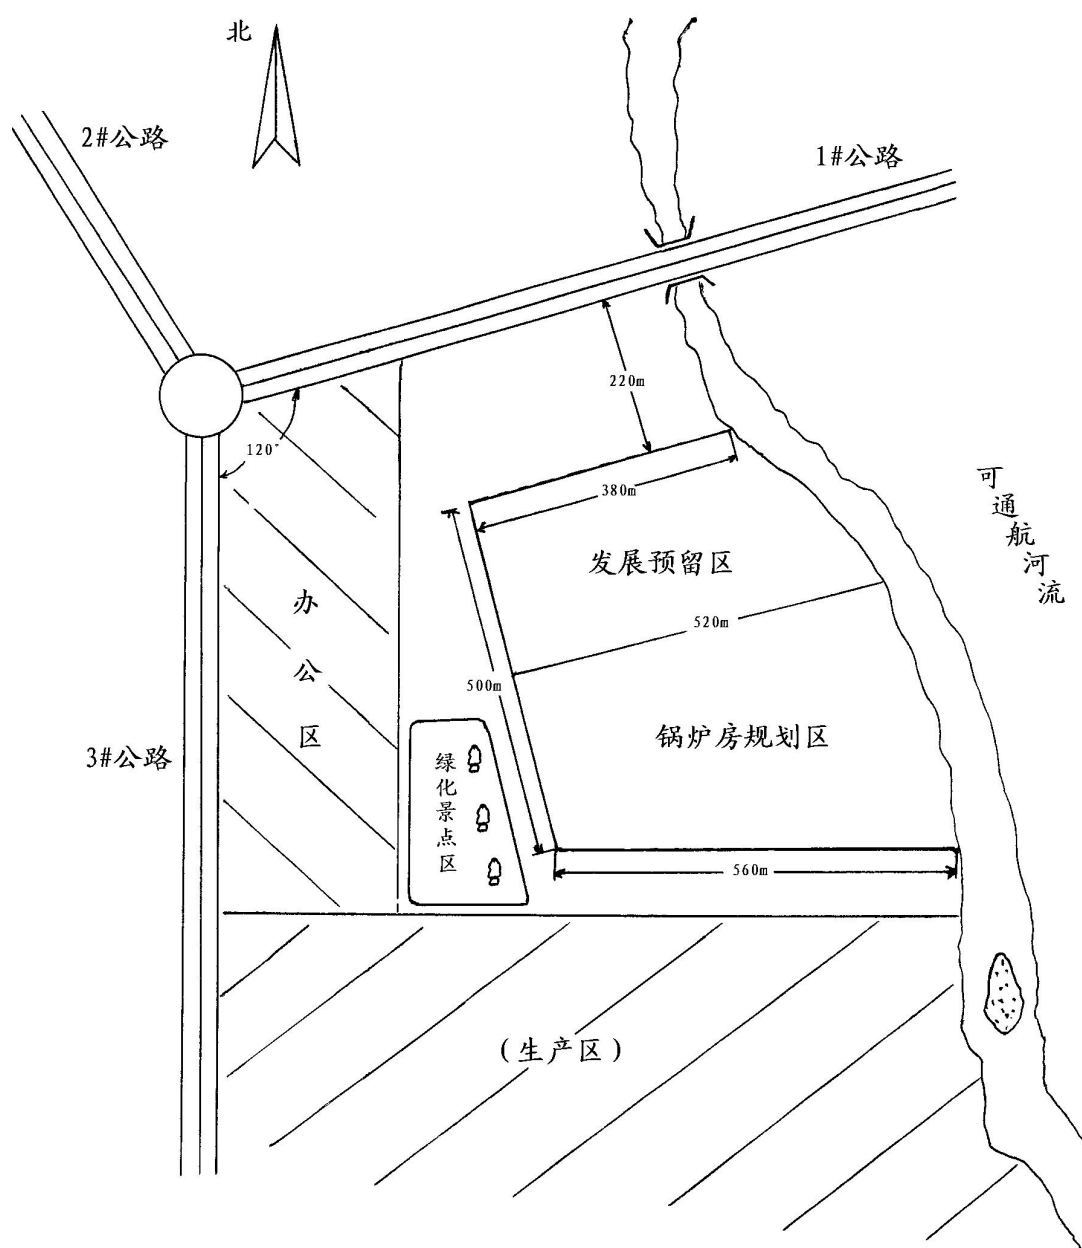 北
2#公路
1#公路
220m
120°
380m
可通航河流
发展预留区
办公区
520m
500m
锅炉房规划区
3#公路
绿化景点区
560m
(生产区)